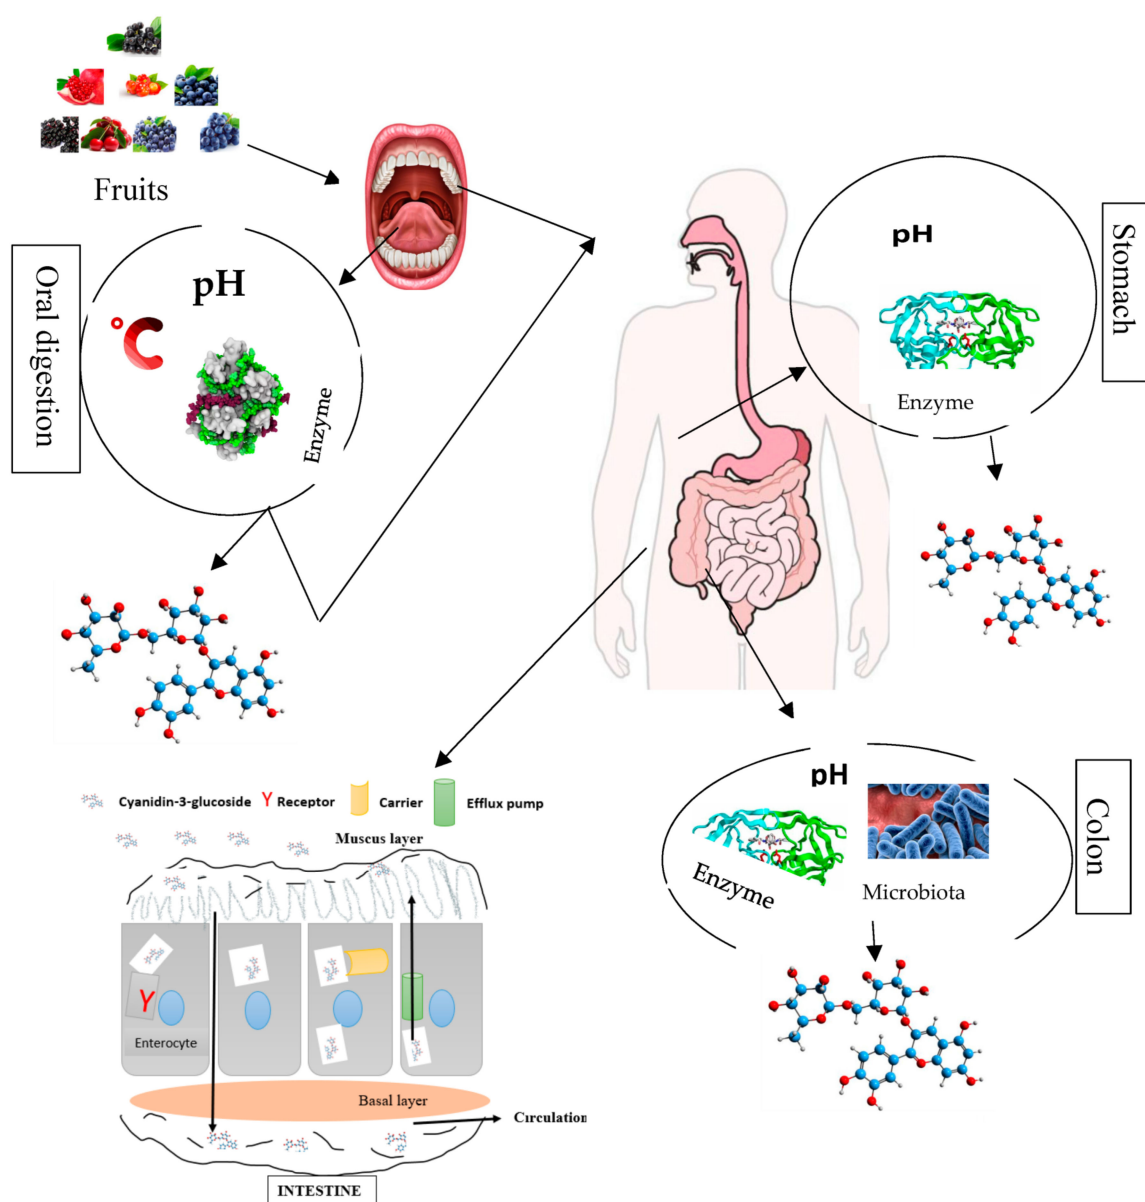 Fruits
Oral digestion
pH
°C
Enzyme
pH
Enzyme
Stomach
pH
Enzyme
Microbiota
Colon
Cyanidin-3-glucoside
Y Receptor
Carrier
Efflux pump
Muscus layer
Y
Enterocyte
Basal layer
Circulation
INTESTINE